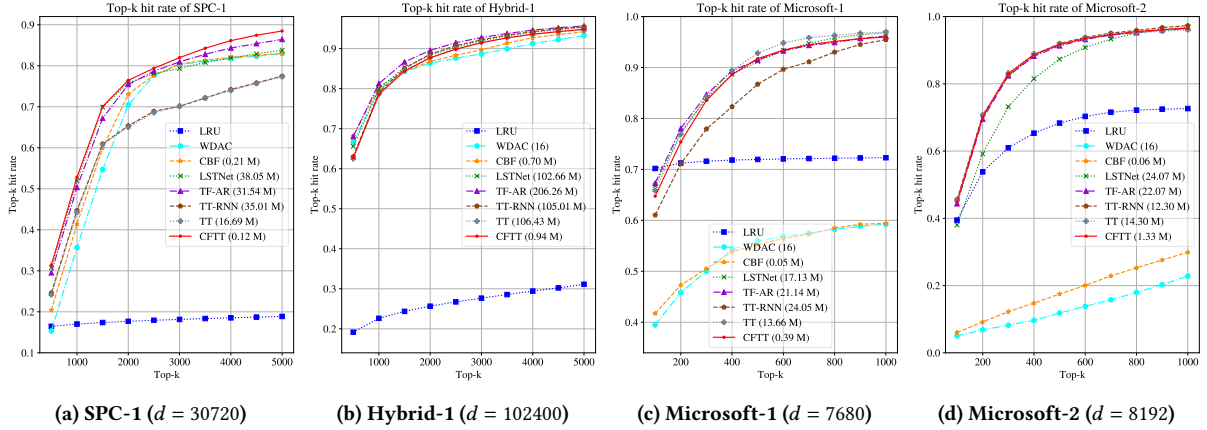 Top-k hit rate of SPC-1
Top-k hit rate
0.9
0.8
0.7
0.6
0.5
0.4
0.3
0.2
0.1
LRU
WDAC (16)
CBF (0.21 M)
LSTNet (38.05 M)
TF-AR (31.54 M)
TT-RNN (35.01 M)
TT (16.69 M)
CFTT (0.12 M)
1000 2000 3000 4000 5000
Top-k
(a) SPC-1 (d = 30720)
Top-k hit rate of Hybrid-1
Top-k hit rate
0.9
0.8
0.7
0.6
0.5
0.4
0.3
0.2
LRU
WDAC (16)
CBF (0.70 M)
LSTNet (102.66 M)
TF-AR (206.26 M)
TT-RNN (105.01 M)
TT (106.43 M)
CFTT (0.94 M)
1000 2000 3000 4000 5000
Top-k
(b) Hybrid-1 (d = 102400)
Top-k hit rate of Microsoft-1
Top-k hit rate
1.0
0.9
0.8
0.7
0.6
0.5
0.4
LRU
WDAC (16)
CBF (0.05 M)
LSTNet (17.13 M)
TF-AR (21.14 M)
TT-RNN (24.05 M)
TT (13.66 M)
CFTT (0.39 M)
200 400 600 800 1000
Top-k
(c) Microsoft-1 (d = 7680)
Top-k hit rate of Microsoft-2
Top-k hit rate
1.0
0.8
0.6
0.4
0.2
0.0
LRU
WDAC (16)
CBF (0.06 M)
LSTNet (24.07 M)
TF-AR (22.07 M)
TT-RNN (12.30 M)
TT (14.30 M)
CFTT (1.33 M)
200 400 600 800 1000
Top-k
(d) Microsoft-2 (d = 8192)